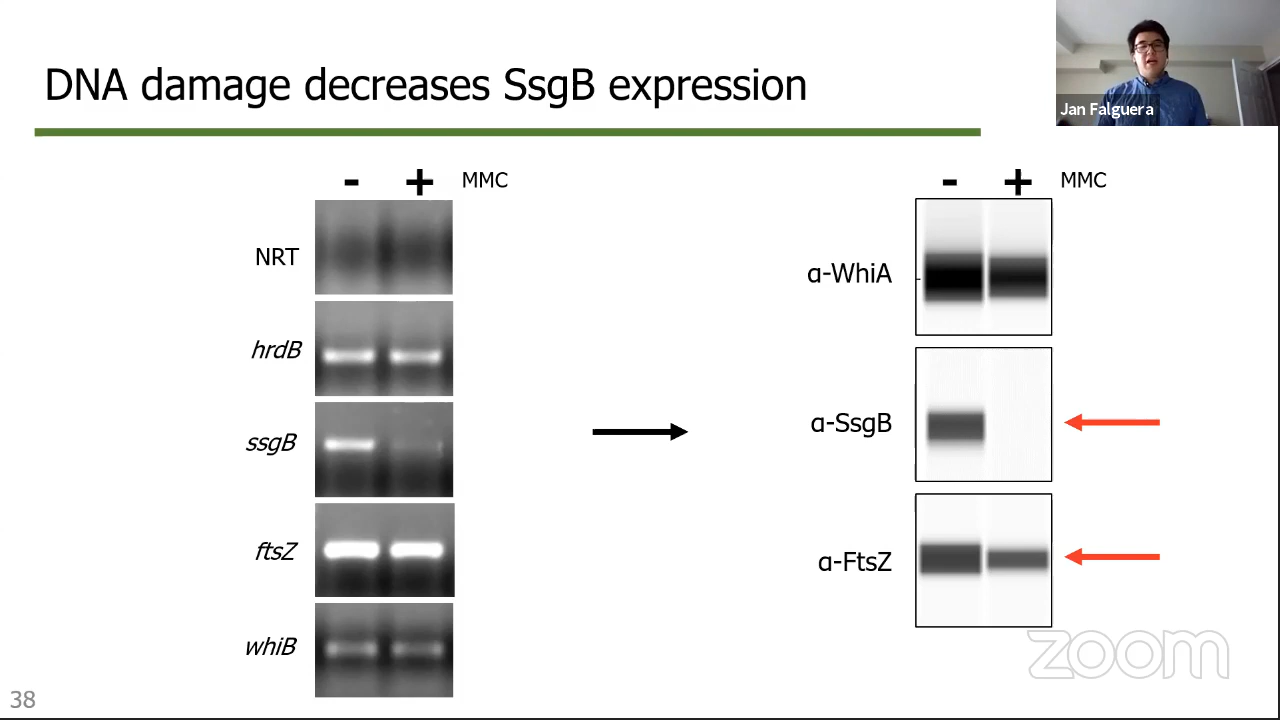 DNA damage decreases SsgB expression
Jan Falguera
- + MMC
NRT
hrdB
ssgB
ftsZ
whiB
- + MMC
ɑ-WhiA
ɑ-SsgB
ɑ-FtsZ
zoom
38